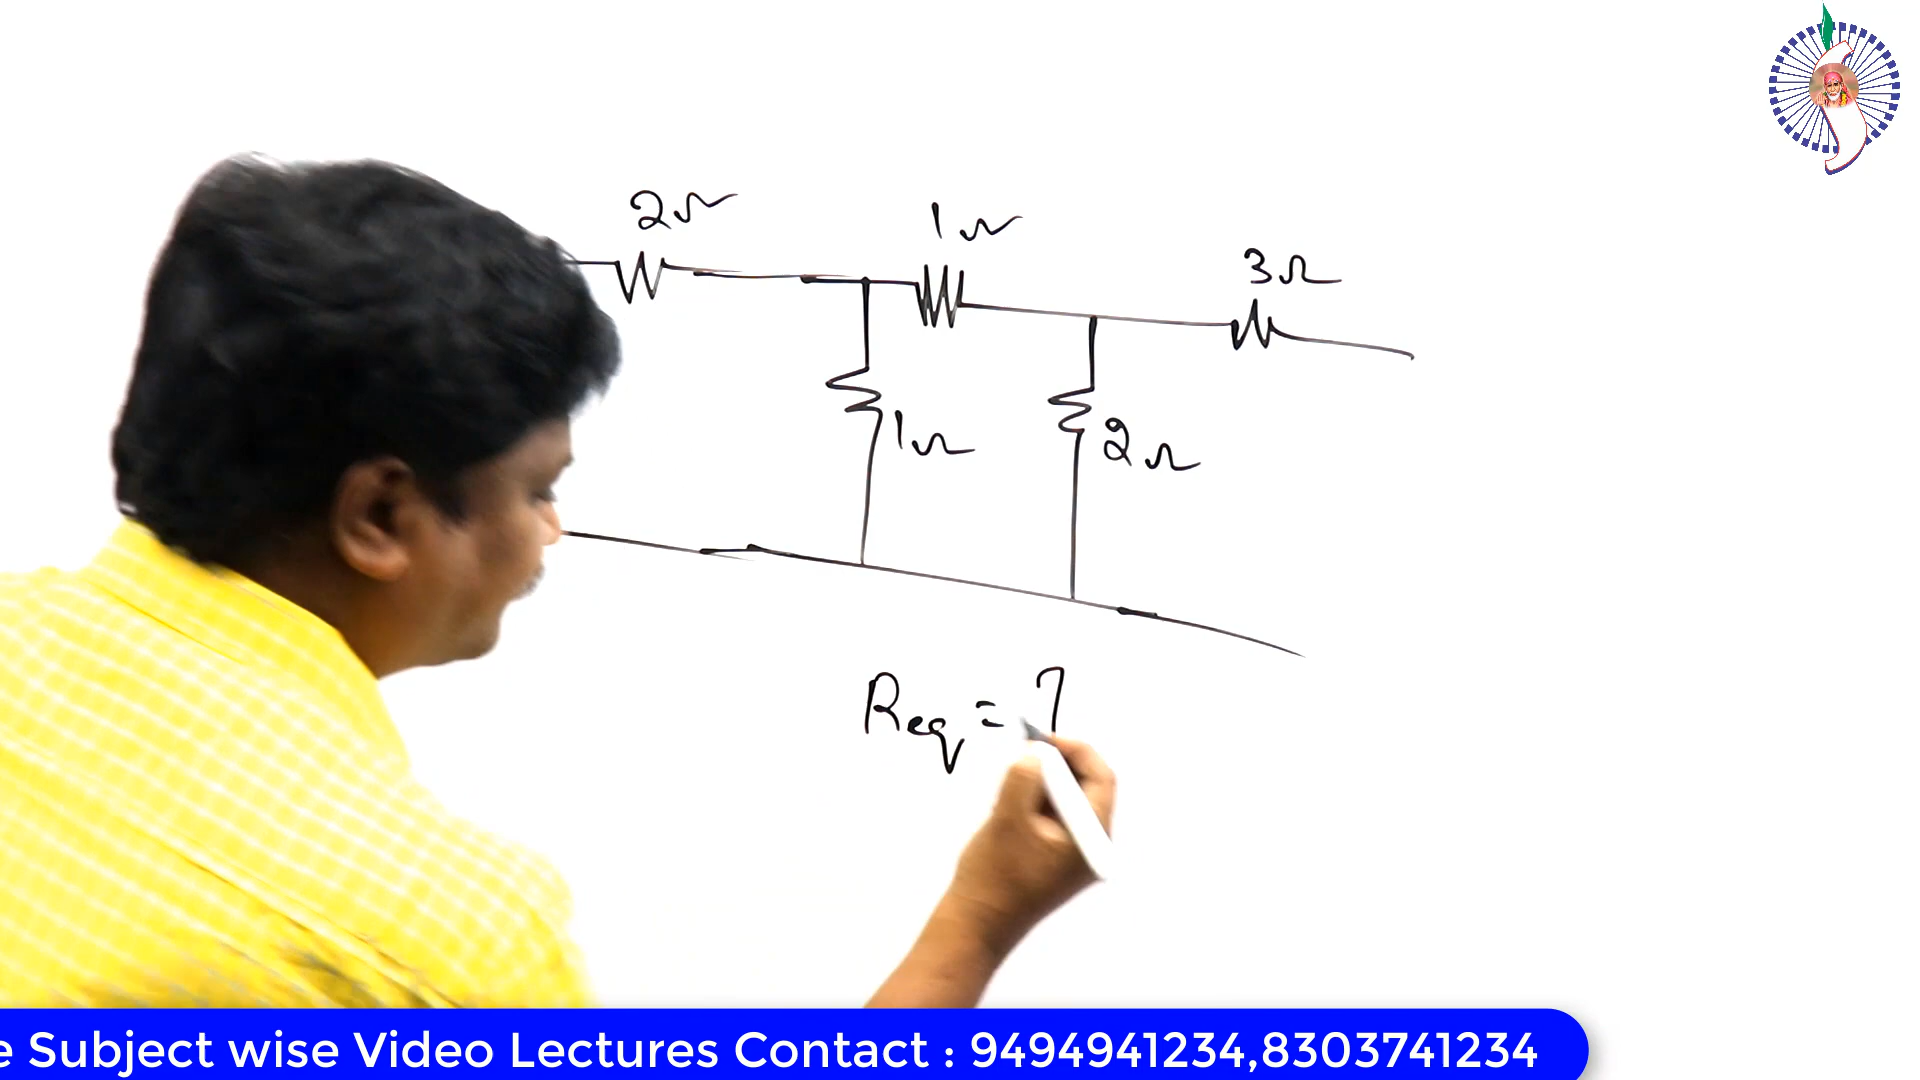 2Ω
1Ω
3Ω
1Ω
2Ω
Req = ?
e Subject wise Video Lectures Contact : 9494941234,8303741234